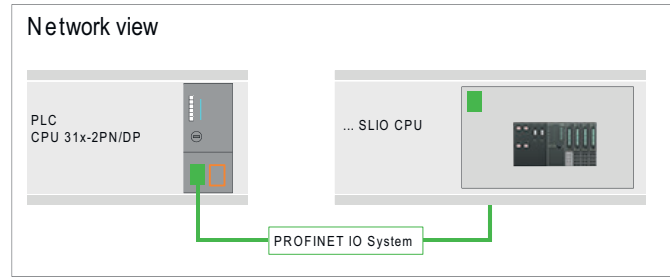 Network view
PLC
CPU 31x-2PN/DP
... SLIO CPU
PROFINET IO System